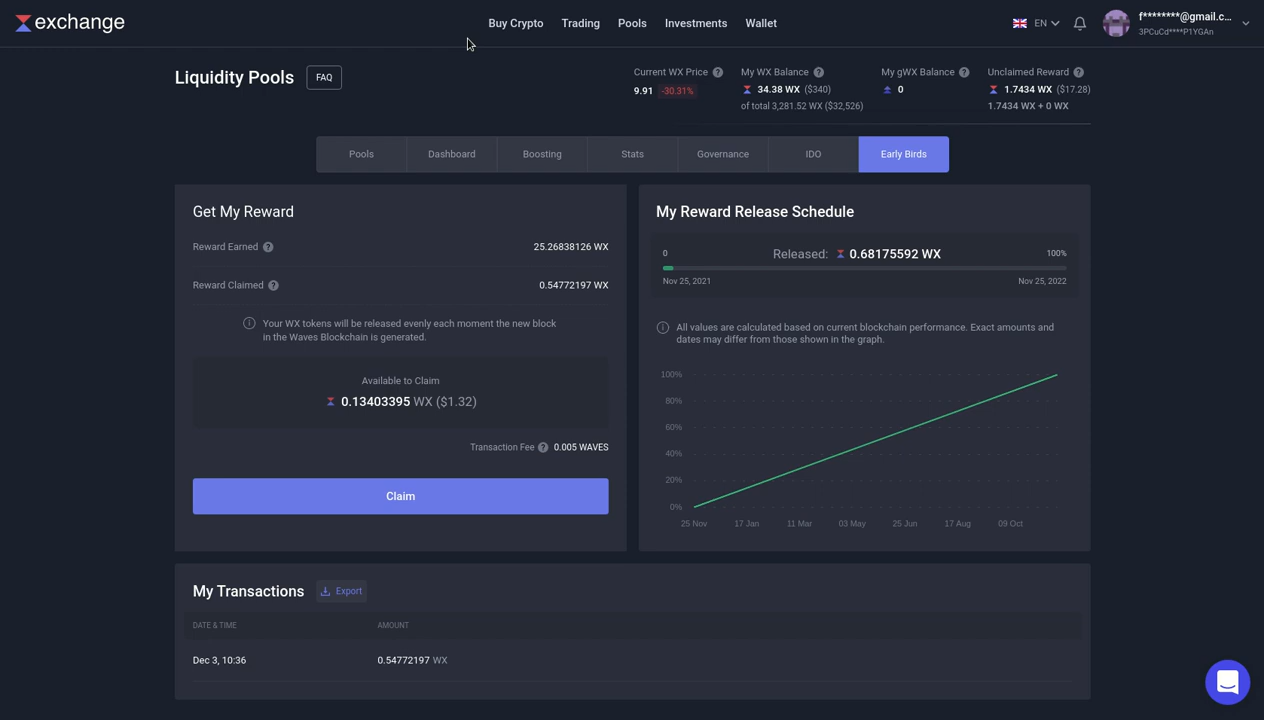 exchange
Buy Crypto
Trading
Pools
Investments
Wallet
EN
f********@gmail.c...
3PCuCd****P1YGAn
Liquidity Pools
FAQ
Current WX Price
9.91 -30.31%
My WX Balance
34.38 WX ($340)
of total 3,281.52 WX ($32,526)
My gWX Balance
0
Unclaimed Reward
1.7434 WX ($17.28)
1.7434 WX + 0 WX
Pools
Dashboard
Boosting
Stats
Governance
IDO
Early Birds
Get My Reward
Reward Earned
25.26838126 WX
Reward Claimed
0.54772197 WX
Your WX tokens will be released evenly each moment the new block
in the Waves Blockchain is generated.
Available to Claim
0.13403395 WX ($1.32)
Transaction Fee 0.005 WAVES
Claim
My Reward Release Schedule
0
Released: 0.68175592 WX
100%
Nov 25, 2021
Nov 25, 2022
All values are calculated based on current blockchain performance. Exact amounts and
dates may differ from those shown in the graph.
100%
80%
60%
40%
20%
0%
25 Nov
17 Jan
11 Mar
03 May
25 Jun
17 Aug
09 Oct
My Transactions
Export
DATE & TIME
AMOUNT
Dec 3, 10:36
0.54772197 WX